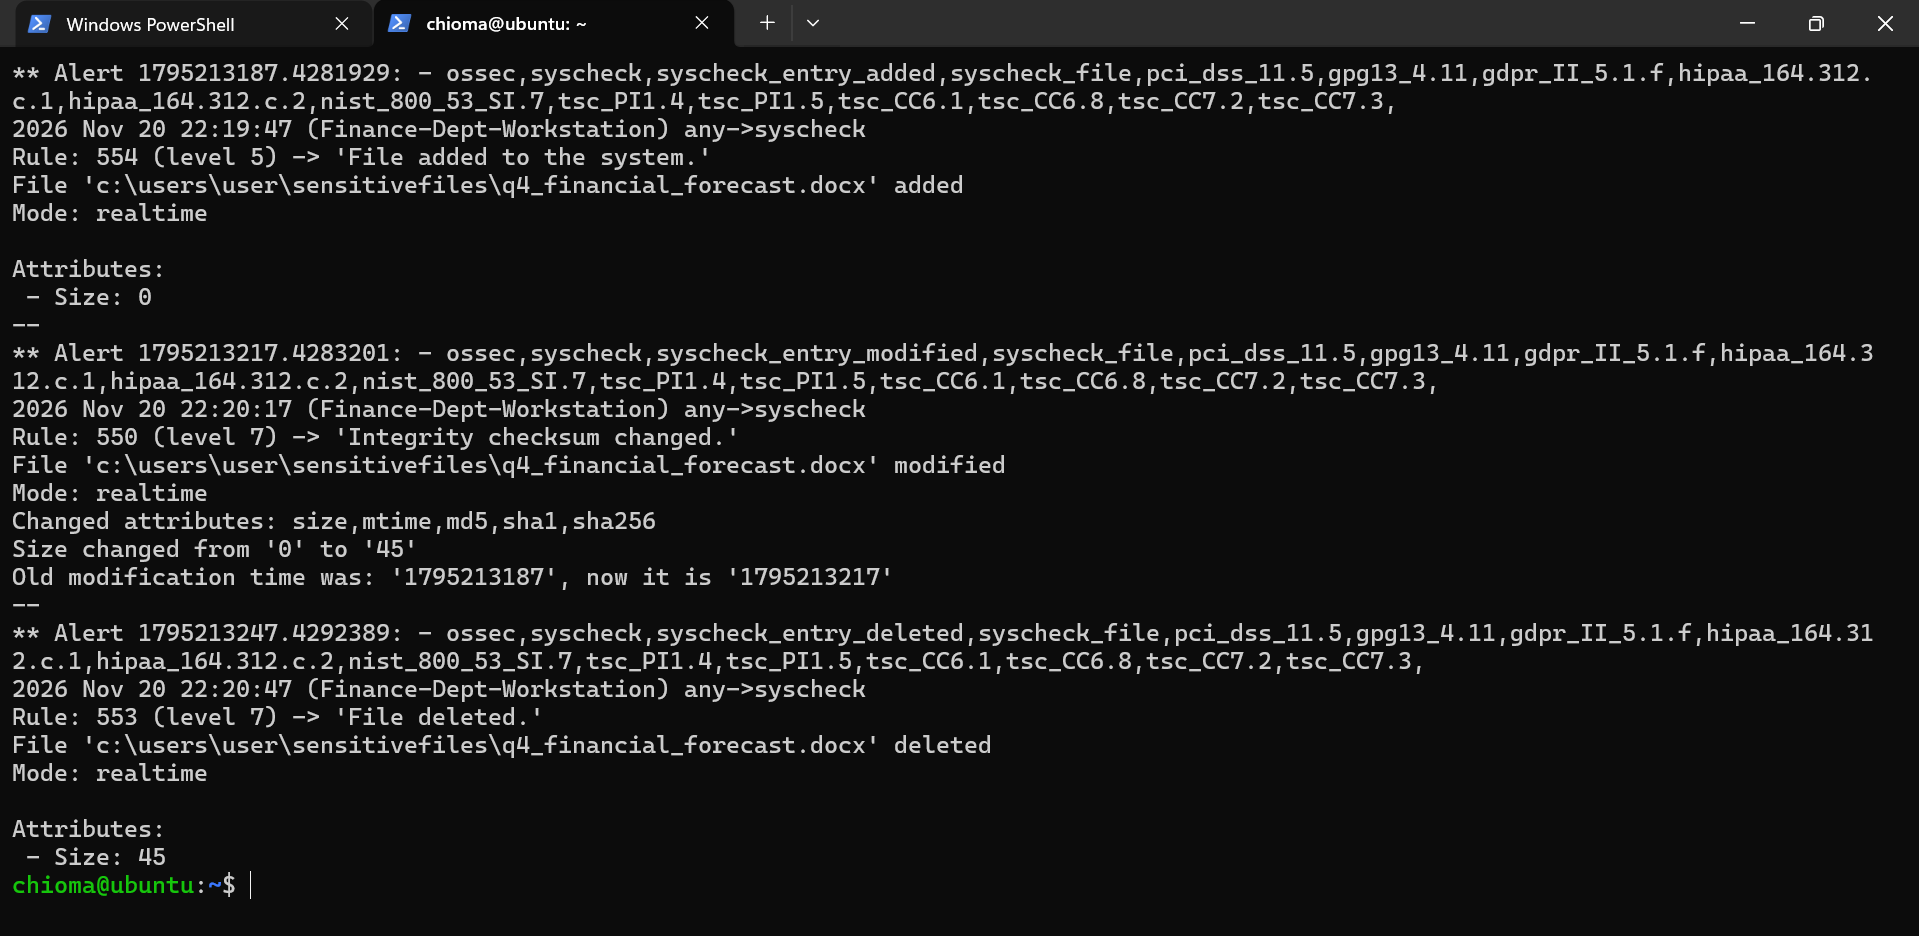 Windows PowerShell
chioma@ubuntu: ~
** Alert 1795213187.4281929: - ossec,syscheck,syscheck_entry_added,syscheck_file,pci_dss_11.5,gpg13_4.11,gdpr_II_5.1.f,hipaa_164.312.
c.1,hipaa_164.312.c.2,nist_800_53_SI.7,tsc_PI1.4,tsc_PI1.5,tsc_CC6.1,tsc_CC6.8,tsc_CC7.2,tsc_CC7.3,
2026 Nov 20 22:19:47 (Finance-Dept-Workstation) any->syscheck
Rule: 554 (level 5) -> 'File added to the system.'
File 'c:\users\user\sensitivefiles\q4_financial_forecast.docx' added
Mode: realtime
Attributes:
 - Size: 0
--
** Alert 1795213217.4283201: - ossec,syscheck,syscheck_entry_modified,syscheck_file,pci_dss_11.5,gpg13_4.11,gdpr_II_5.1.f,hipaa_164.3
12.c.1,hipaa_164.312.c.2,nist_800_53_SI.7,tsc_PI1.4,tsc_PI1.5,tsc_CC6.1,tsc_CC6.8,tsc_CC7.2,tsc_CC7.3,
2026 Nov 20 22:20:17 (Finance-Dept-Workstation) any->syscheck
Rule: 550 (level 7) -> 'Integrity checksum changed.'
File 'c:\users\user\sensitivefiles\q4_financial_forecast.docx' modified
Mode: realtime
Changed attributes: size,mtime,md5,sha1,sha256
Size changed from '0' to '45'
Old modification time was: '1795213187', now it is '1795213217'
--
** Alert 1795213247.4292389: - ossec,syscheck,syscheck_entry_deleted,syscheck_file,pci_dss_11.5,gpg13_4.11,gdpr_II_5.1.f,hipaa_164.31
2.c.1,hipaa_164.312.c.2,nist_800_53_SI.7,tsc_PI1.4,tsc_PI1.5,tsc_CC6.1,tsc_CC6.8,tsc_CC7.2,tsc_CC7.3,
2026 Nov 20 22:20:47 (Finance-Dept-Workstation) any->syscheck
Rule: 553 (level 7) -> 'File deleted.'
File 'c:\users\user\sensitivefiles\q4_financial_forecast.docx' deleted
Mode: realtime
Attributes:
 - Size: 45
chioma@ubuntu:~$